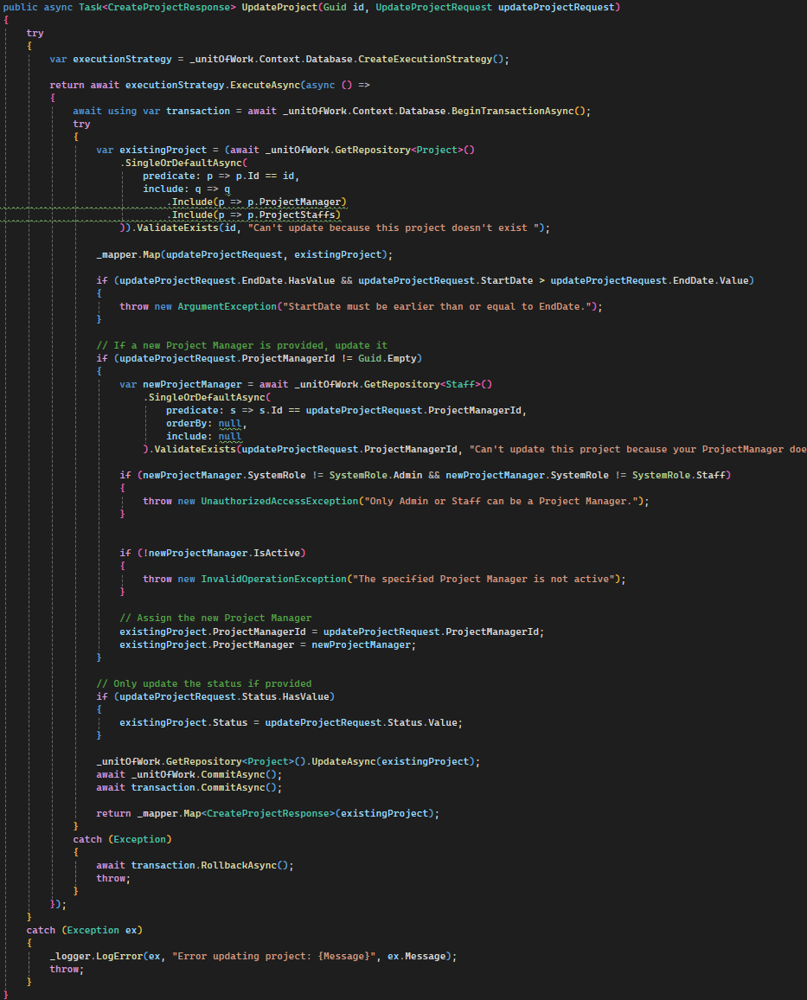 public async Task<CreateProjectResponse> UpdateProject(Guid id, UpdateProjectRequest updateProjectRequest)
{
    try
    {
        var executionStrategy = _unitOfWork.Context.Database.CreateExecutionStrategy();

        return await executionStrategy.ExecuteAsync(async () =>
        {
            await using var transaction = await _unitOfWork.Context.Database.BeginTransactionAsync();
            try
            {
                var existingProject = (await _unitOfWork.GetRepository<Project>()
                    .SingleOrDefaultAsync(
                        predicate: p => p.Id == id,
                        include: q => q
                            .Include(p => p.ProjectManager)
                            .Include(p => p.ProjectStaffs)
                    )).ValidateExists(id, "Can't update because this project doesn't exist ");

                _mapper.Map(updateProjectRequest, existingProject);

                if (updateProjectRequest.EndDate.HasValue && updateProjectRequest.StartDate > updateProjectRequest.EndDate.Value)
                {
                    throw new ArgumentException("StartDate must be earlier than or equal to EndDate.");
                }

                // If a new Project Manager is provided, update it
                if (updateProjectRequest.ProjectManagerId != Guid.Empty)
                {
                    var newProjectManager = await _unitOfWork.GetRepository<Staff>()
                        .SingleOrDefaultAsync(
                            predicate: s => s.Id == updateProjectRequest.ProjectManagerId,
                            orderBy: null,
                            include: null
                        ).ValidateExists(updateProjectRequest.ProjectManagerId, "Can't update this project because your ProjectManager doe

                    if (newProjectManager.SystemRole != SystemRole.Admin && newProjectManager.SystemRole != SystemRole.Staff)
                    {
                        throw new UnauthorizedAccessException("Only Admin or Staff can be a Project Manager.");
                    }


                    if (!newProjectManager.IsActive)
                    {
                        throw new InvalidOperationException("The specified Project Manager is not active");
                    }

                    // Assign the new Project Manager
                    existingProject.ProjectManagerId = updateProjectRequest.ProjectManagerId;
                    existingProject.ProjectManager = newProjectManager;
                }

                // Only update the status if provided
                if (updateProjectRequest.Status.HasValue)
                {
                    existingProject.Status = updateProjectRequest.Status.Value;
                }

                _unitOfWork.GetRepository<Project>().UpdateAsync(existingProject);
                await _unitOfWork.CommitAsync();
                await transaction.CommitAsync();

                return _mapper.Map<CreateProjectResponse>(existingProject);
            }
            catch (Exception)
            {
                await transaction.RollbackAsync();
                throw;
            }
        });
    }
    catch (Exception ex)
    {
        _logger.LogError(ex, "Error updating project: {Message}", ex.Message);
        throw;
    }
}